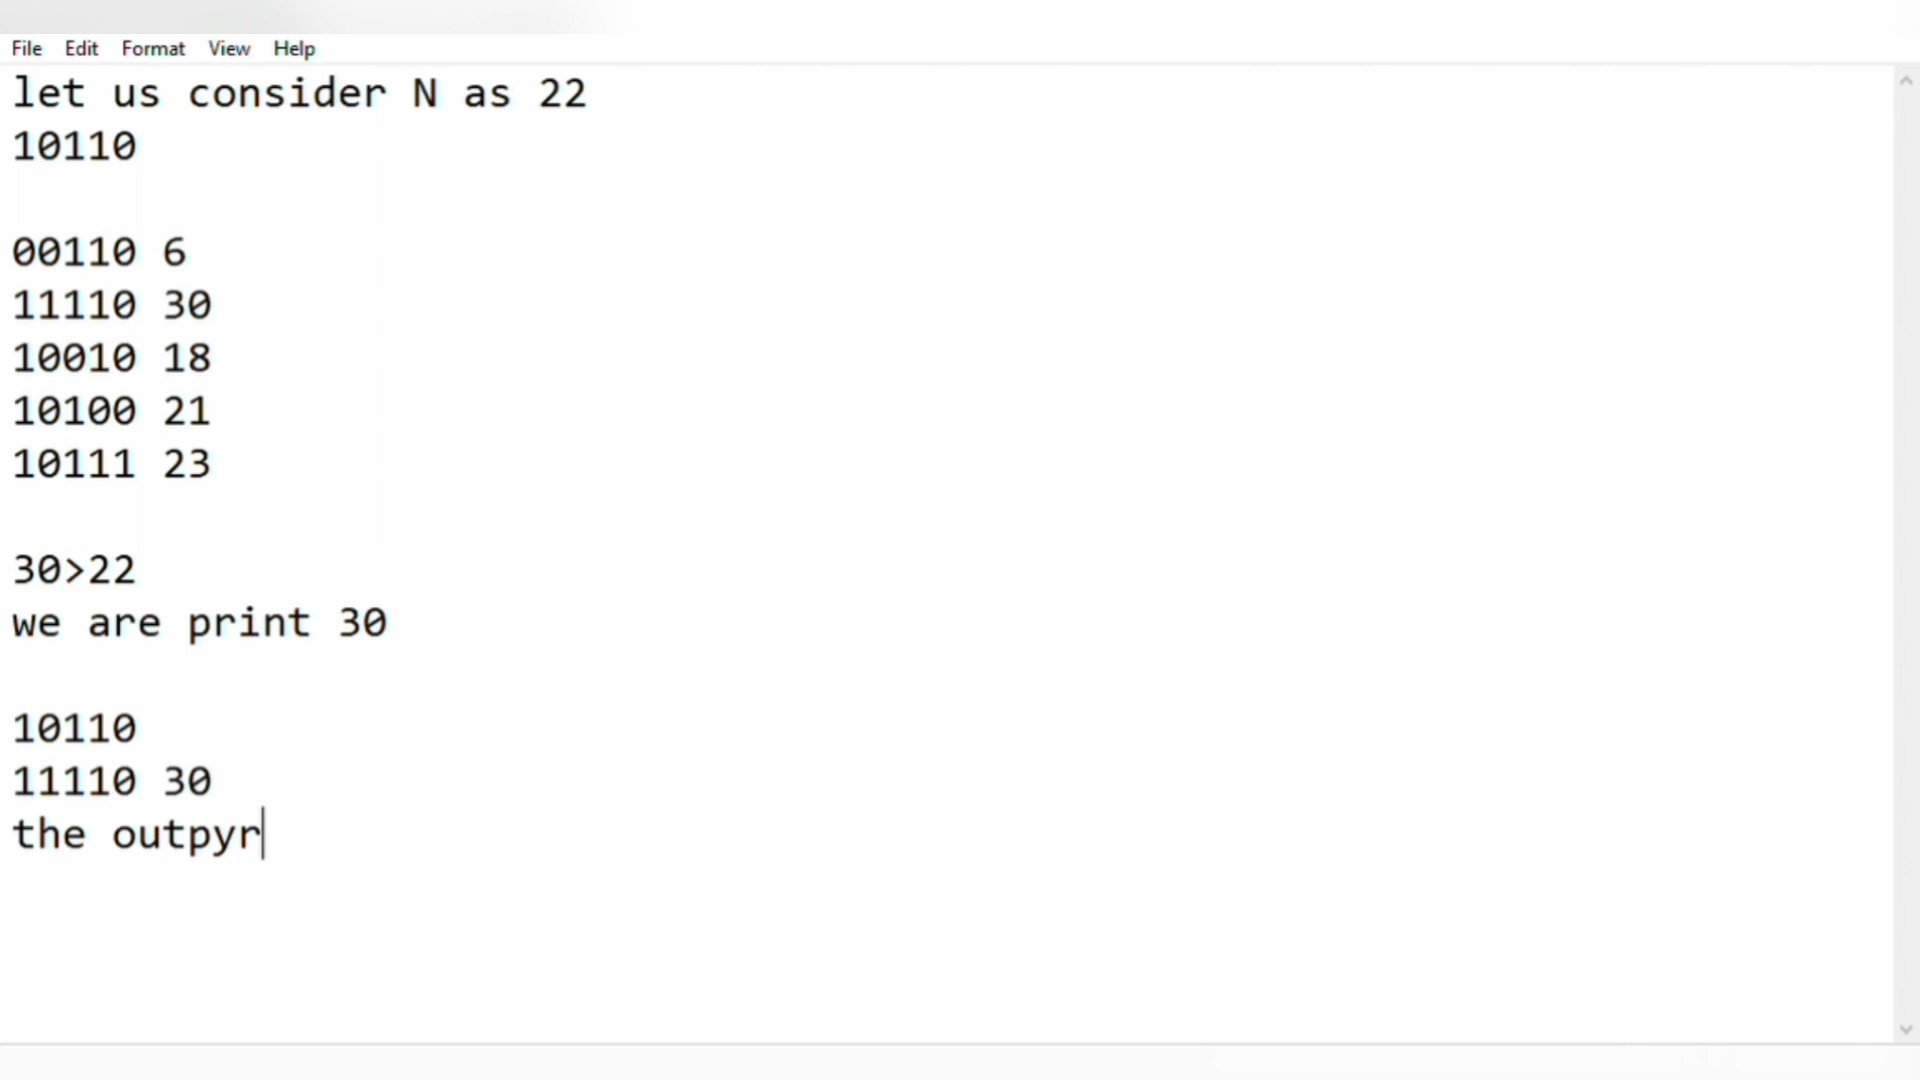 File Edit Format View Help
let us consider N as 22
10110
00110 6
11110 30
10010 18
10100 21
10111 23
30>22
we are print 30
10110
11110 30
the outpyr